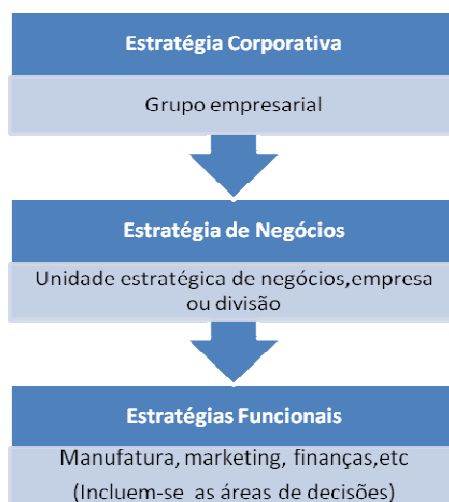 Estratégia Corporativa
Grupo empresarial
Estratégia de Negócios
Unidade estratégica de negócios,empresa
ou divisão
Estratégias Funcionais
Manufatura, marketing, finanças,etc
(Incluem-se as áreas de decisões)